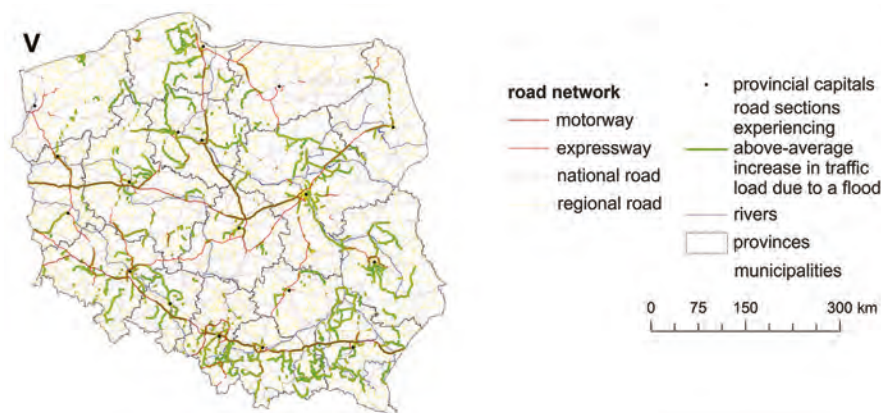 V
road network
motorway
expressway
national road
regional road
provincial capitals
road sections
experiencing
above-average
increase in traffic
load due to a flood
rivers
provinces
municipalities
0 75 150 300 km